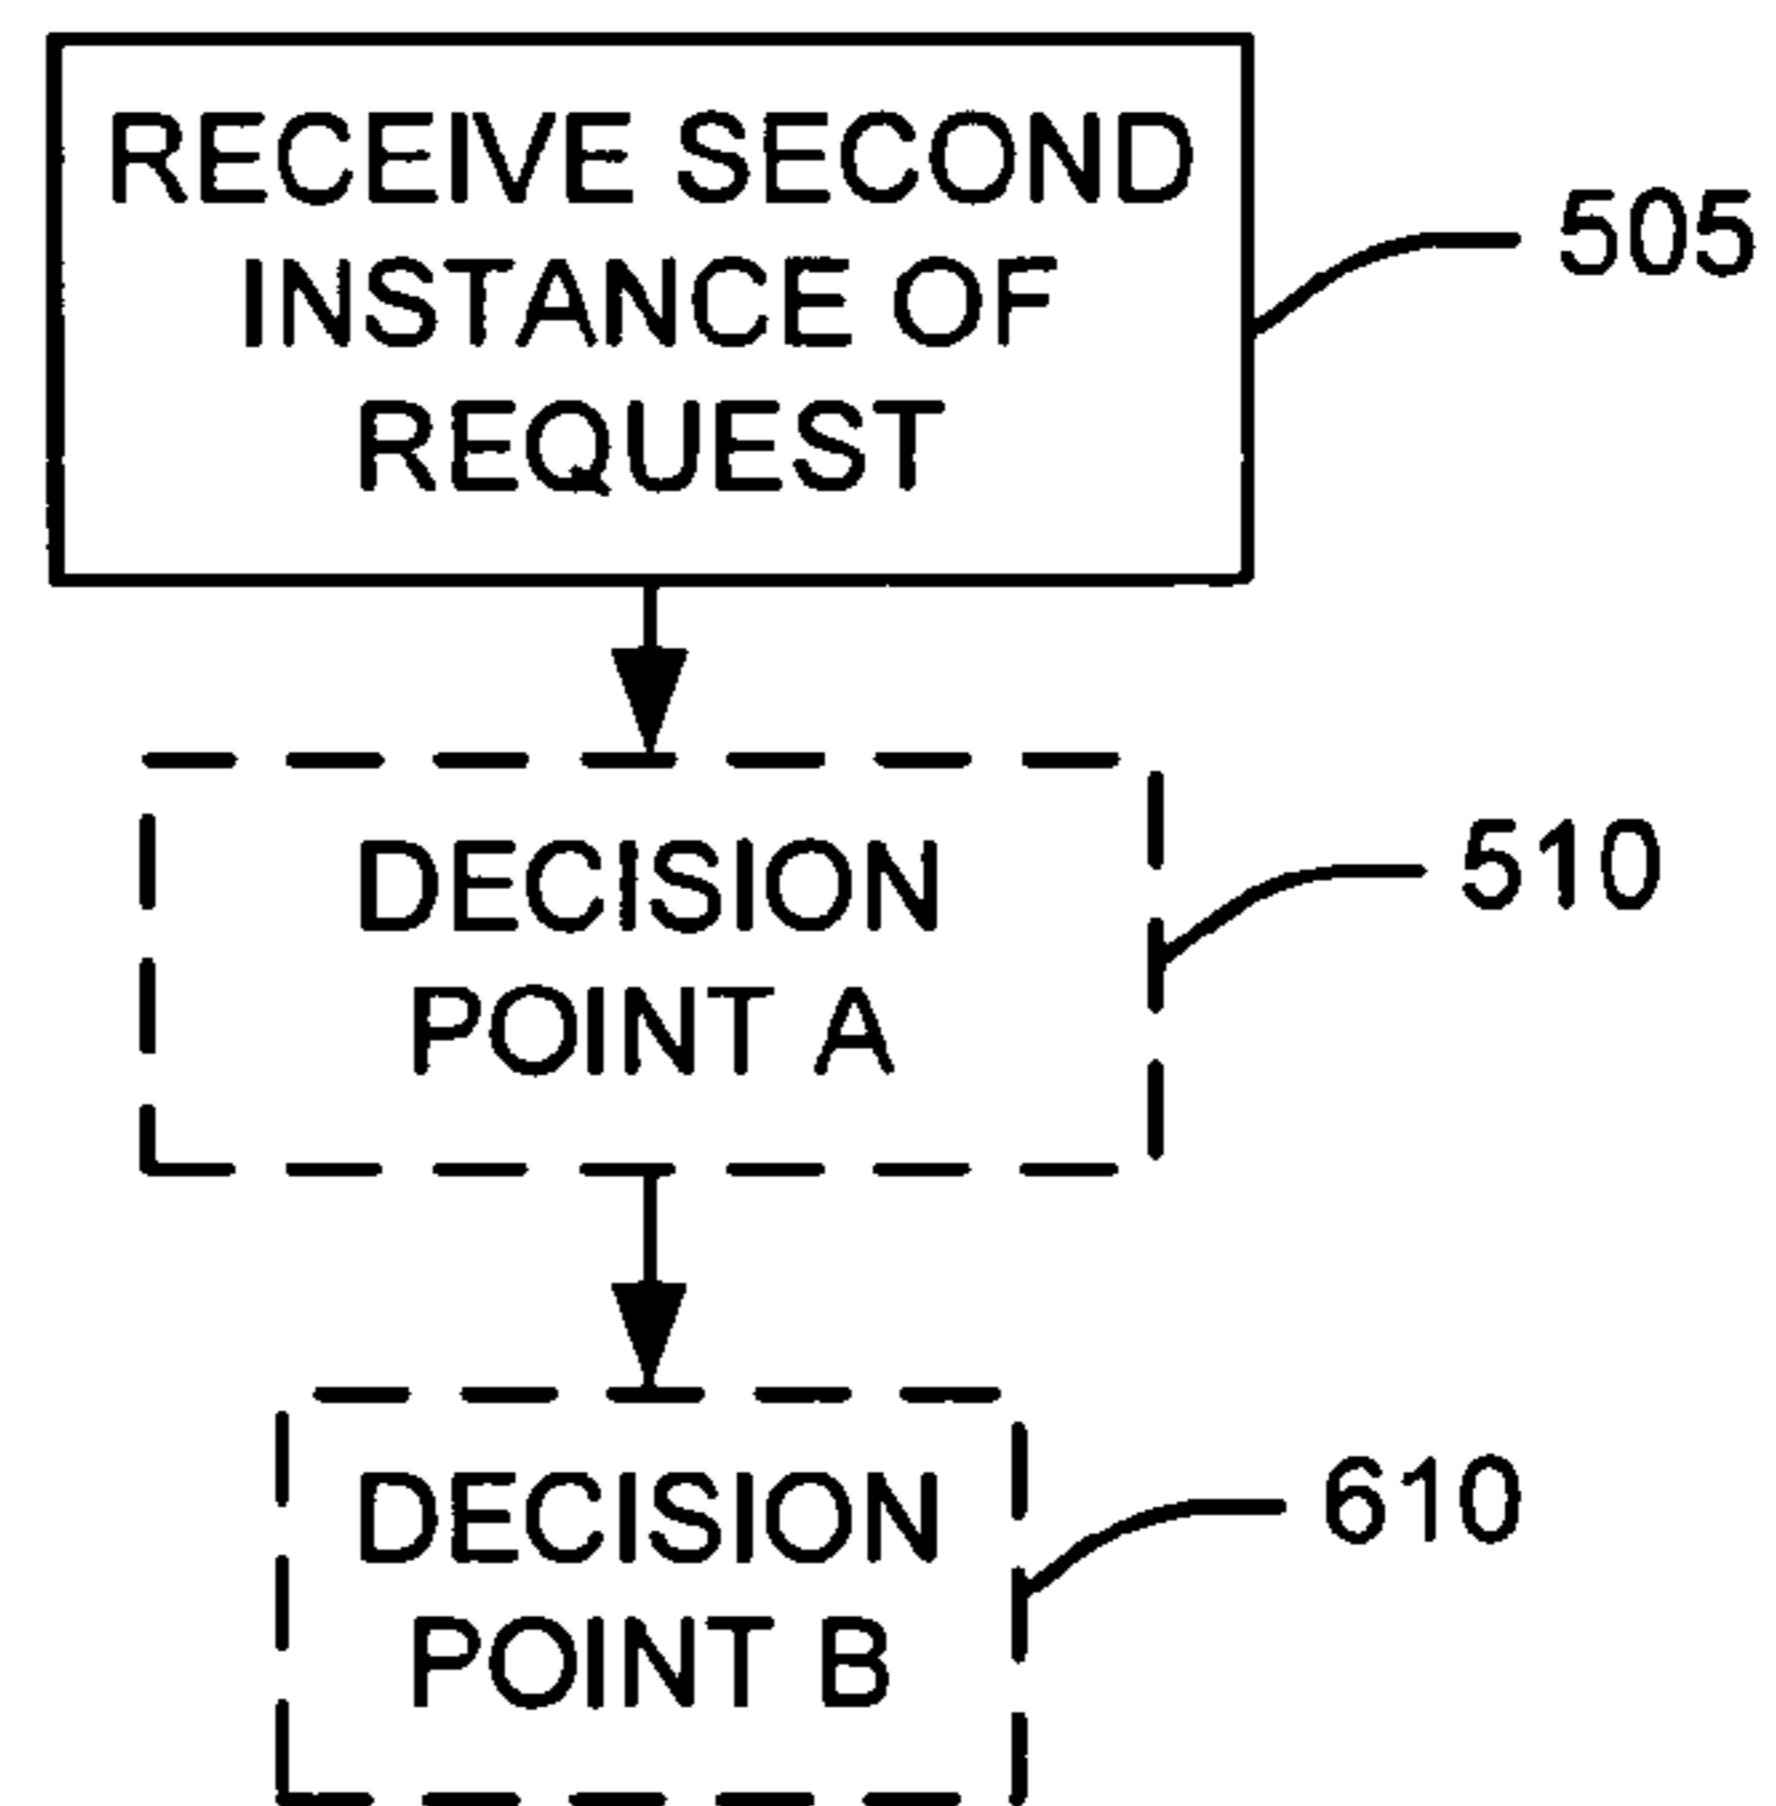 RECEIVE SECOND
INSTANCE OF
REQUEST
505
DECISION
POINT A
510
DECISION
POINT B
610